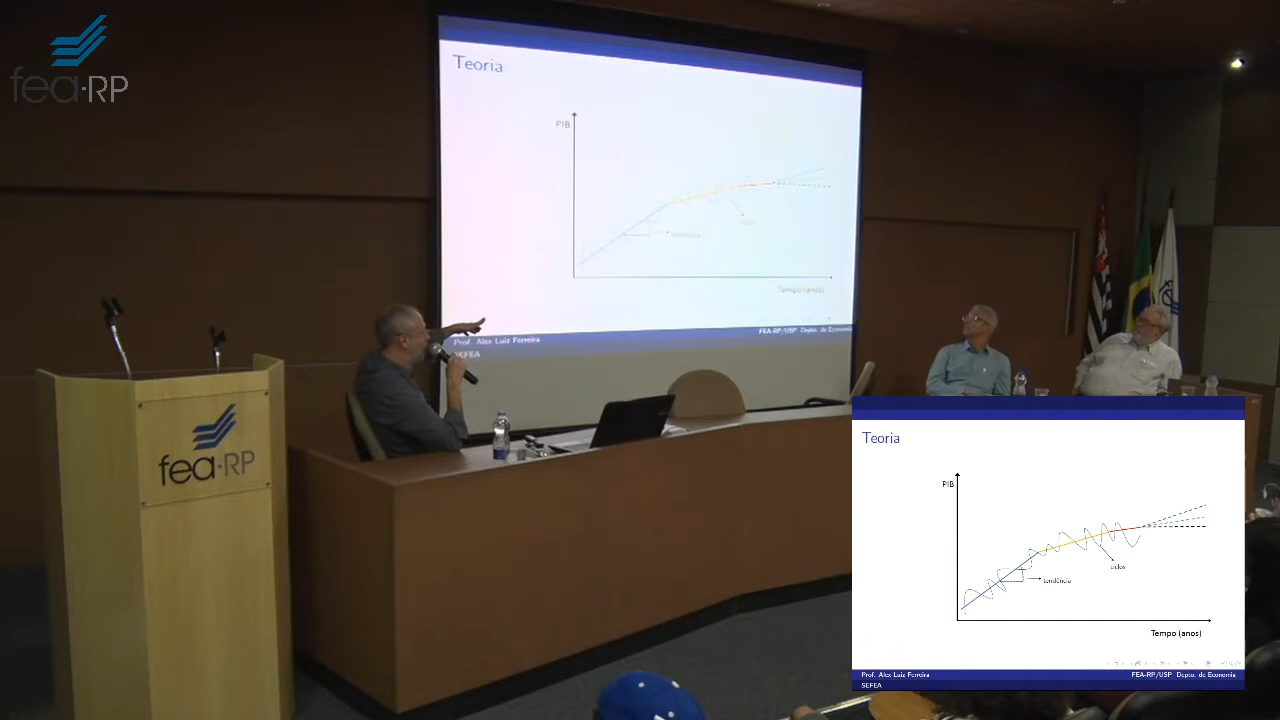 fea-RP
Teoria
PIB
tendência
Tempo (anos)
Prof. Alex Luiz Ferreira
FEA-RP/USP Depto. de Economia
SEFEA
fea-RP
Teoria
PIB
ciclos
tendência
Tempo (anos)
Prof. Alex Luiz Ferreira
FEA-RP/USP Depto. de Economia
SEFEA